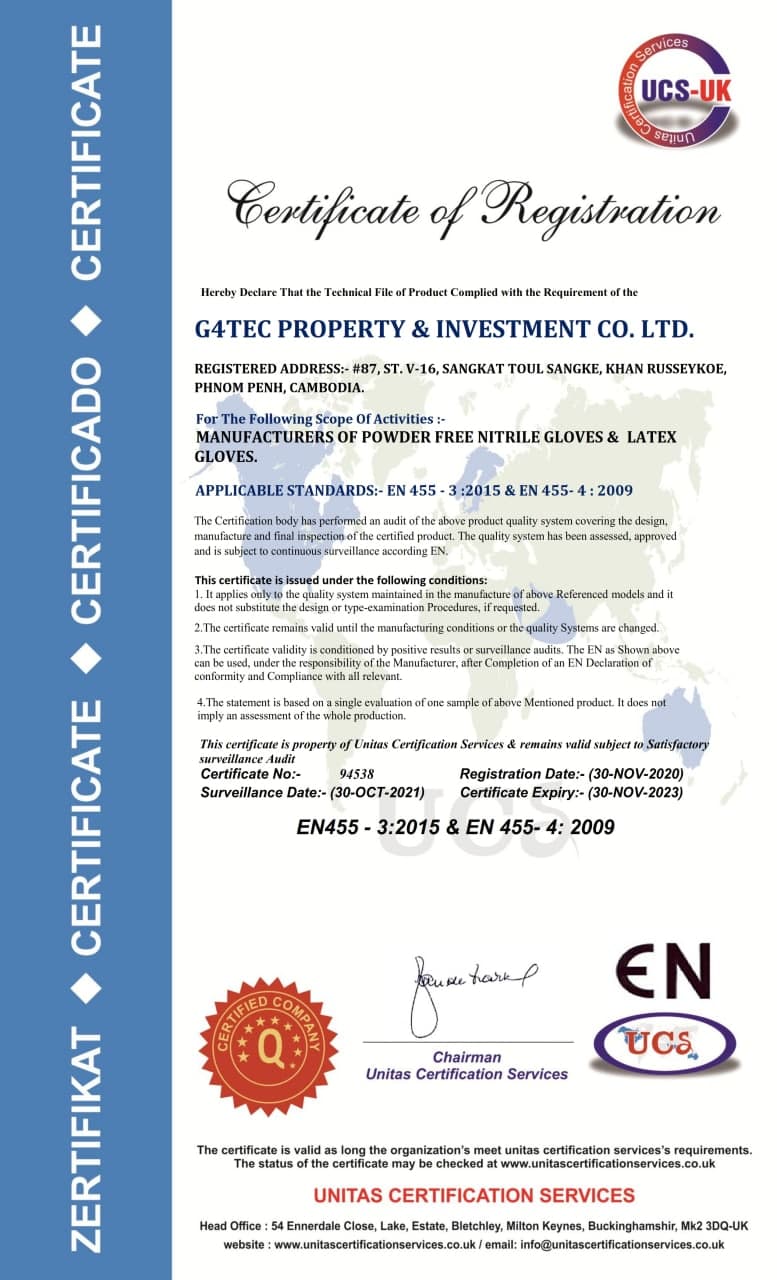 CERTIFICATE
ZERTIFIKAT ◆ CERTIFICATE ◆ CERTIFICADO ◆ CERTIFICATE
Unitas Certification Services
UCS-UK
Certificate of Registration
Hereby Declare That the Technical File of Product Complied with the Requirement of the
G4TEC PROPERTY & INVESTMENT CO. LTD.
REGISTERED ADDRESS:- #87, ST. V-16, SANGKAT TOUL SANGKE, KHAN RUSSEYKOE,
PHNOM PENH, CAMBODIA.
For The Following Scope Of Activities :-
MANUFACTURERS OF POWDER FREE NITRILE GLOVES & LATEX
GLOVES.
APPLICABLE STANDARDS:- EN 455 - 3 :2015 & EN 455- 4 : 2009
The Certification body has performed an audit of the above product quality system covering the design,
manufacture and final inspection of the certified product. The quality system has been assessed, approved
and is subject to continuous surveillance according EN.
This certificate is issued under the following conditions:
1. It applies only to the quality system maintained in the manufacture of above Referenced models and it
does not substitute the design or type-examination Procedures, if requested.
2.The certificate remains valid until the manufacturing conditions or the quality Systems are changed.
3.The certificate validity is conditioned by positive results or surveillance audits. The EN as Shown above
can be used, under the responsibility of the Manufacturer, after Completion of an EN Declaration of
conformity and Compliance with all relevant.
4.The statement is based on a single evaluation of one sample of above Mentioned product. It does not
imply an assessment of the whole production.
This certificate is property of Unitas Certification Services & remains valid subject to Satisfactory
surveillance Audit
Certificate No:- 94538 Registration Date:- (30-NOV-2020)
Surveillance Date:- (30-OCT-2021) Certificate Expiry:- (30-NOV-2023)
UCS
EN455 - 3:2015 & EN 455- 4: 2009
CERTIFIED COMPANY
Q
EN
UCS
Chairman
Unitas Certification Services
The certificate is valid as long the organization's meet unitas certification services's requirements.
The status of the certificate may be checked at www.unitascertificationservices.co.uk
UNITAS CERTIFICATION SERVICES
Head Office : 54 Ennerdale Close, Lake, Estate, Bletchley, Milton Keynes, Buckinghamshir, Mk2 3DQ-UK
website : www.unitascertificationservices.co.uk / email: info@unitascertificationservices.co.uk